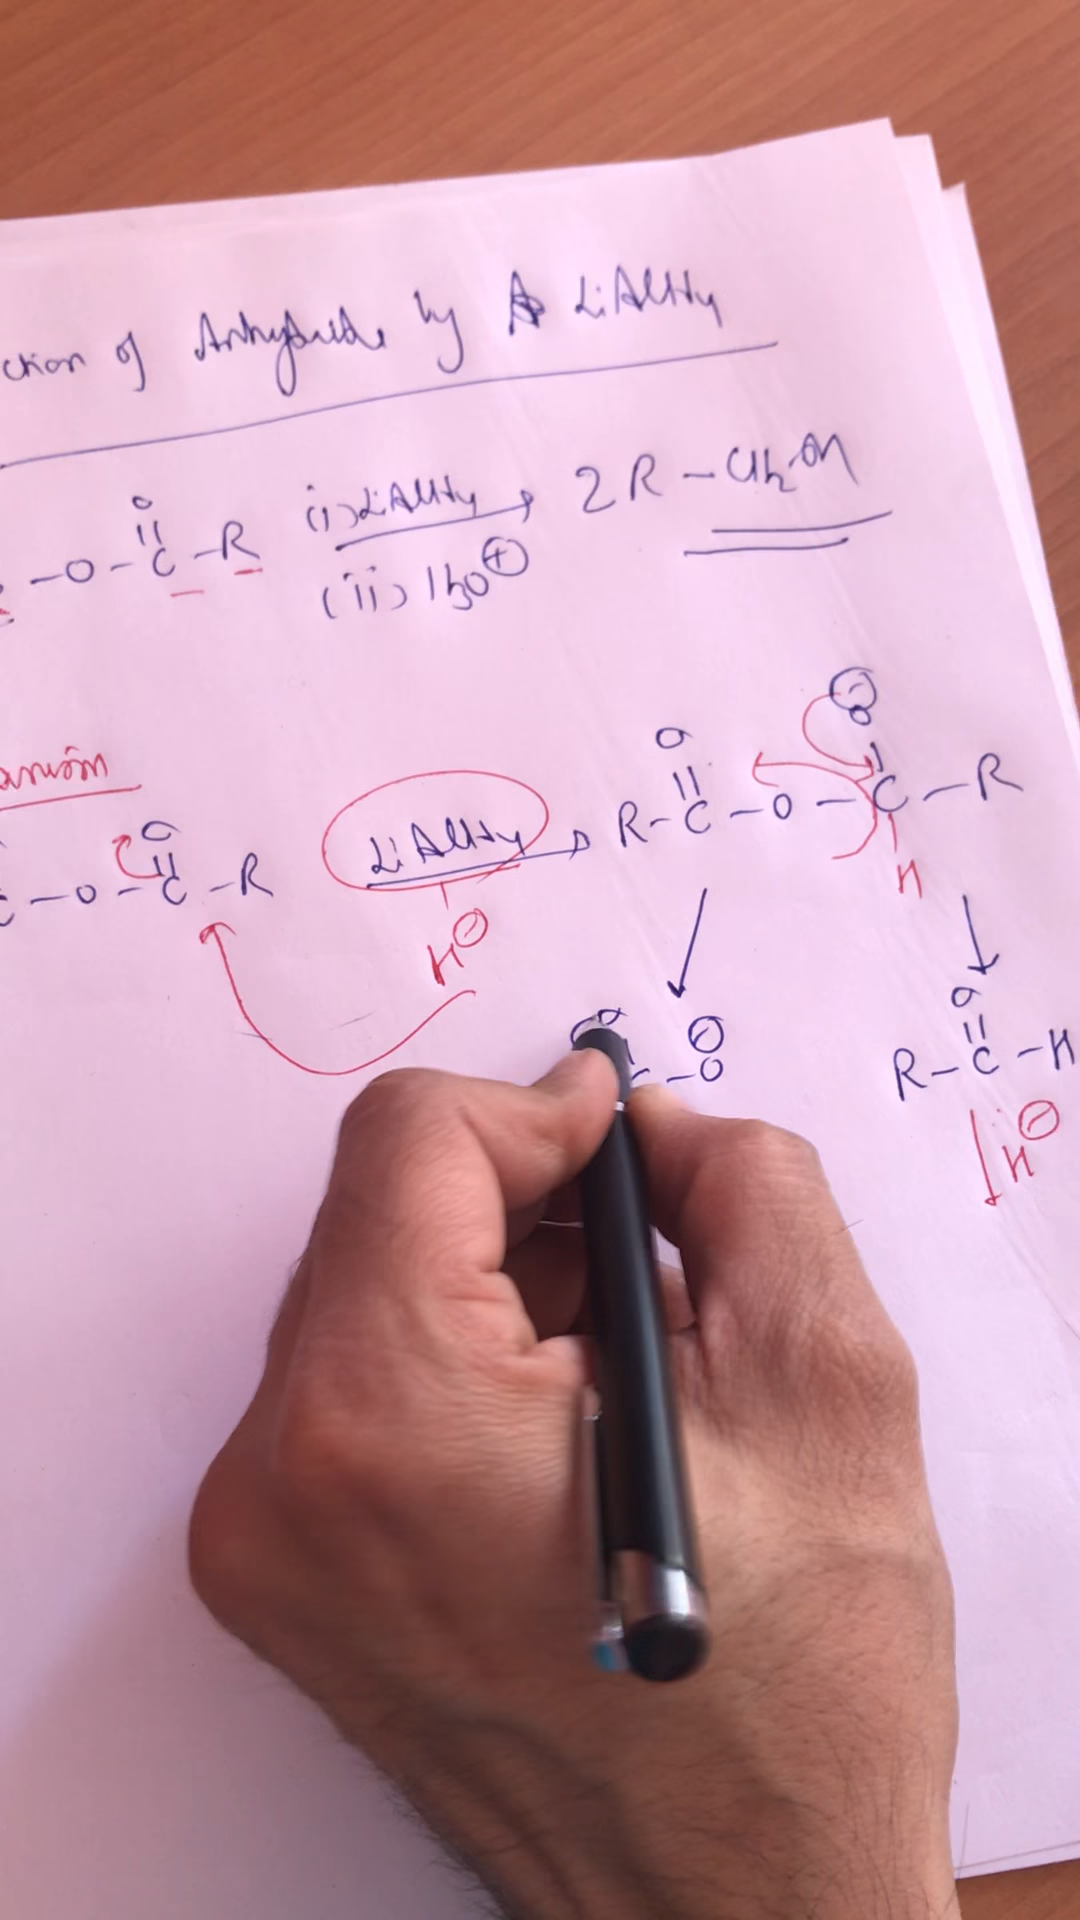 ction of Anhydride by LiAlH4
O
||
-O-C-R (i) LiAlH4 2R-CH2-OH
(ii) H3O⊕
anism
O
||
C-O-C-R LiAlH4
H⊖
O ⊖
|| O
R-C-O-C-R
H
O
||
R-C-H
H⊖
⊖
C-O